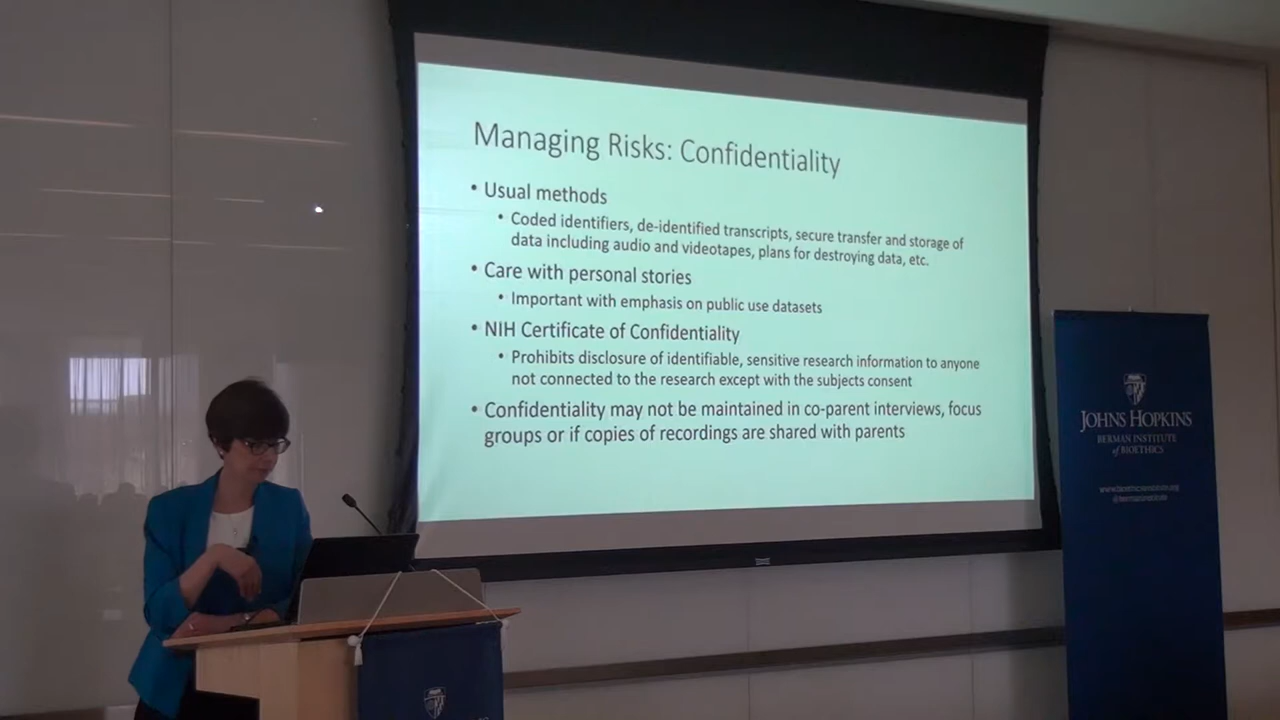 Managing Risks: Confidentiality
• Usual methods
• Coded identifiers, de-identified transcripts, secure transfer and storage of
data including audio and videotapes, plans for destroying data, etc.
• Care with personal stories
• Important with emphasis on public use datasets
• NIH Certificate of Confidentiality
• Prohibits disclosure of identifiable, sensitive research information to anyone
not connected to the research except with the subjects consent
• Confidentiality may not be maintained in co-parent interviews, focus
groups or if copies of recordings are shared with parents
JOHNS HOPKINS
BERMAN INSTITUTE
of BIOETHICS